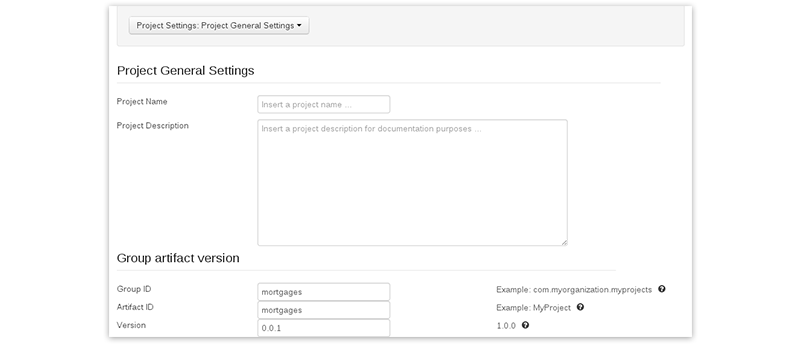 Project Settings: Project General Settings
Project General Settings
Project Name
Insert a project name ...
Project Description
Insert a project description for documentation purposes ...
Group artifact version
Group ID mortgages Example: com.myorganization.myprojects ?
Artifact ID mortgages Example: MyProject ?
Version 0.0.1 1.0.0 ?